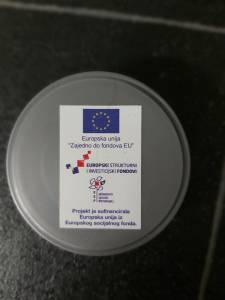 Europska unija
"Zajedno do fondova EU"
EUROPSKI STRUKTURNI
I INVESTICIJSKI FONDOVI
Projekt je sufinancirala
Europska unija iz
Europskog socijalnog fonda.